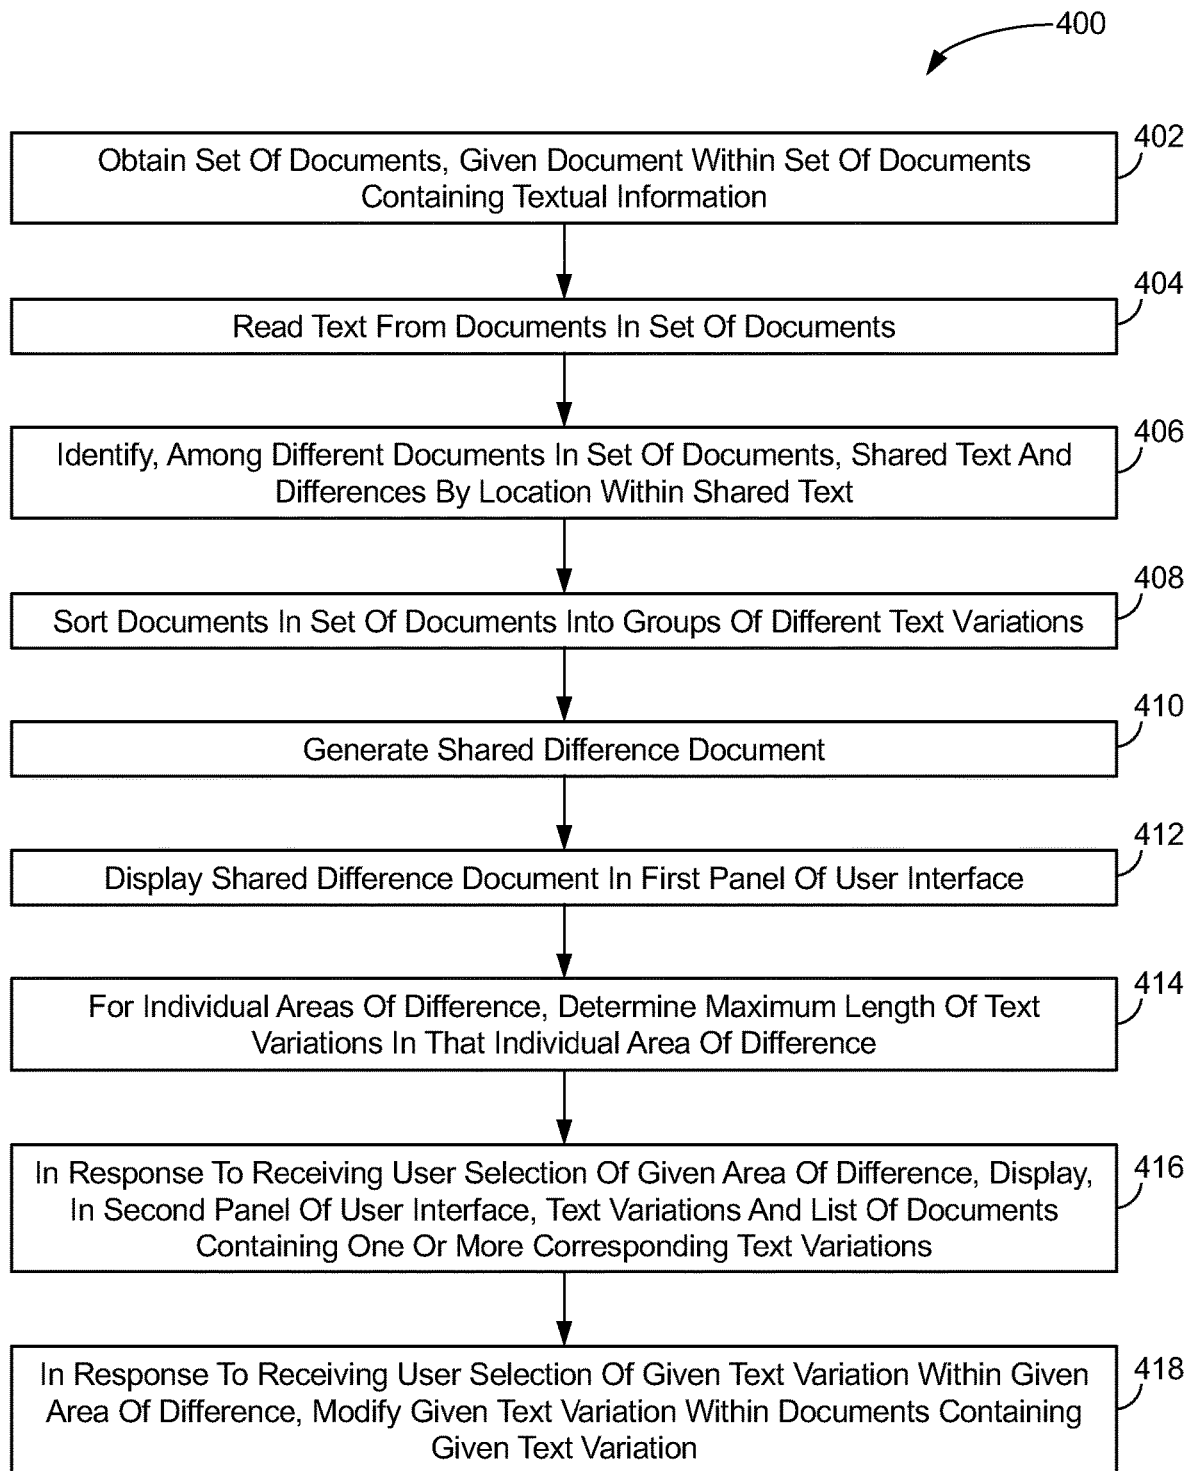 400
402
Obtain Set Of Documents, Given Document Within Set Of Documents
Containing Textual Information
404
Read Text From Documents In Set Of Documents
406
Identify, Among Different Documents In Set Of Documents, Shared Text And
Differences By Location Within Shared Text
408
Sort Documents In Set Of Documents Into Groups Of Different Text Variations
410
Generate Shared Difference Document
412
Display Shared Difference Document In First Panel Of User Interface
414
For Individual Areas Of Difference, Determine Maximum Length Of Text
Variations In That Individual Area Of Difference
416
In Response To Receiving User Selection Of Given Area Of Difference, Display,
In Second Panel Of User Interface, Text Variations And List Of Documents
Containing One Or More Corresponding Text Variations
418
In Response To Receiving User Selection Of Given Text Variation Within Given
Area Of Difference, Modify Given Text Variation Within Documents Containing
Given Text Variation